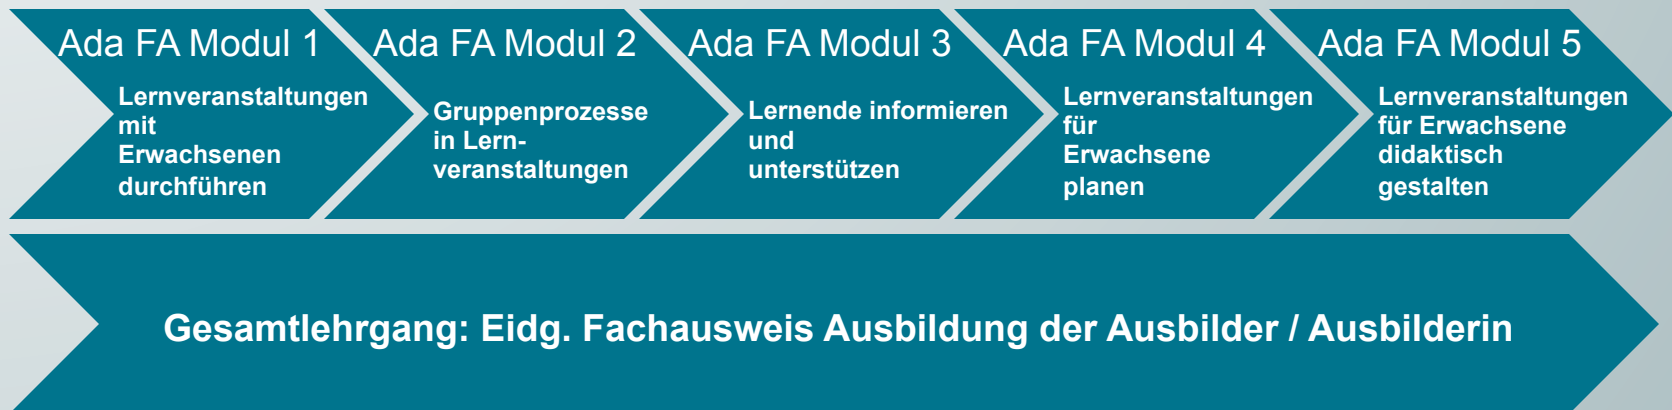 Ada FA Modul 1
Lernveranstaltungen
mit
Erwachsenen
durchführen
Ada FA Modul 2
Gruppenprozesse
in Lern-
veranstaltungen
Ada FA Modul 3
Lernende informieren
und
unterstützen
Ada FA Modul 4
Lernveranstaltungen
für
Erwachsene
planen
Ada FA Modul 5
Lernveranstaltungen
für Erwachsene
didaktisch
gestalten
Gesamtlehrgang: Eidg. Fachausweis Ausbildung der Ausbilder / Ausbilderin